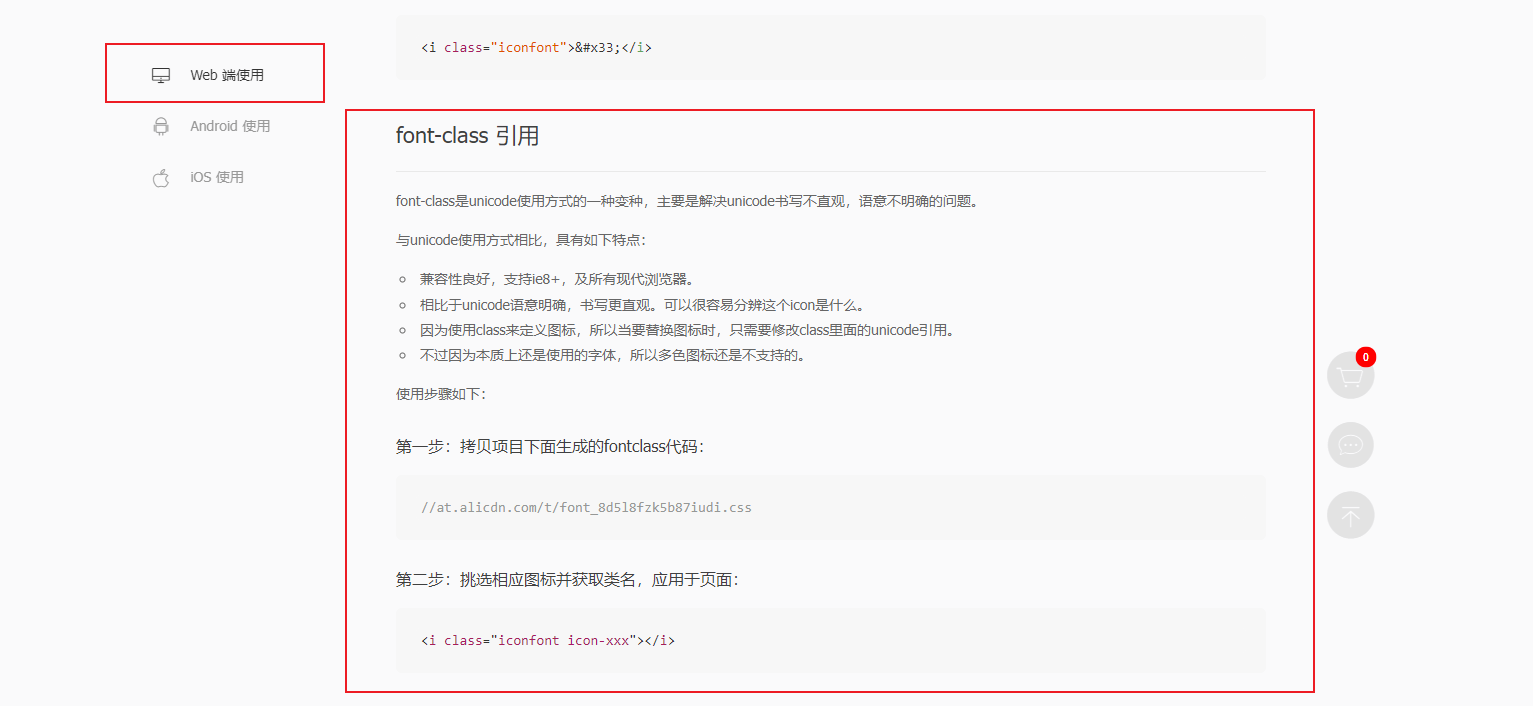 <i class="iconfont">&#x33;</i>
Web 端使用
Android 使用
iOS 使用
font-class 引用
font-class是unicode使用方式的一种变种，主要是解决unicode书写不直观，语意不明确的问题。
与unicode使用方式相比，具有如下特点：
兼容性良好，支持ie8+，及所有现代浏览器。
相比于unicode语意明确，书写更直观。可以很容易分辨这个icon是什么。
因为使用class来定义图标，所以当要替换图标时，只需要修改class里面的unicode引用。
不过因为本质上还是使用的字体，所以多色图标还是不支持的。
使用步骤如下：
第一步：拷贝项目下面生成的fontclass代码：
//at.alicdn.com/t/font_8d5l8fzk5b87iudi.css
第二步：挑选相应图标并获取类名，应用于页面：
<i class="iconfont icon-xxx"></i>
0